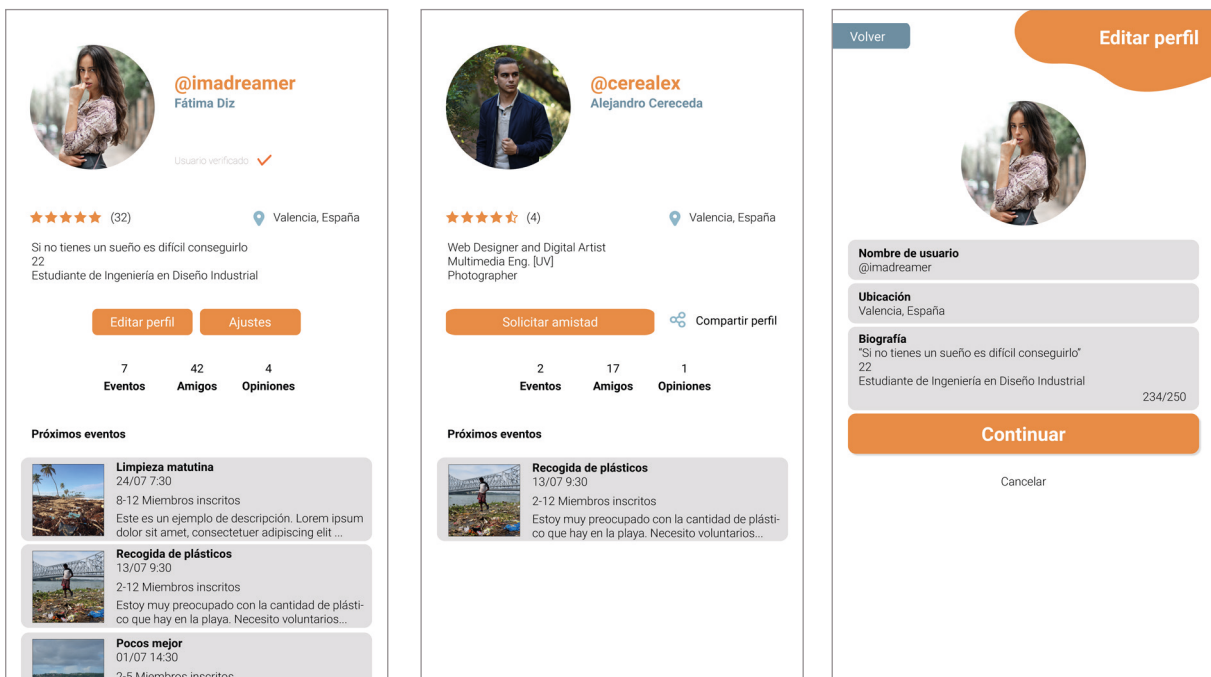 @imadreamer
Fátima Diz
Usuario verificado
(32)
Valencia, España
Si no tienes un sueño es difícil conseguirlo
22
Estudiante de Ingeniería en Diseño Industrial
Editar perfil
Ajustes
7 42 4
Eventos Amigos Opiniones
Próximos eventos
Limpieza matutina
24/07 7:30
8-12 Miembros inscritos
Este es un ejemplo de descripción. Lorem ipsum
dolor sit amet, consectetuer adipiscing elit ...
Recogida de plásticos
13/07 9:30
2-12 Miembros inscritos
Estoy muy preocupado con la cantidad de plásti-
co que hay en la playa. Necesito voluntarios...
Pocos mejor
01/07 14:30
2-5 Miembros inscritos
@cerealex
Alejandro Cereceda
(4)
Valencia, España
Web Designer and Digital Artist
Multimedia Eng. [UV]
Photographer
Solicitar amistad
Compartir perfil
2 17 1
Eventos Amigos Opiniones
Próximos eventos
Recogida de plásticos
13/07 9:30
2-12 Miembros inscritos
Estoy muy preocupado con la cantidad de plásti-
co que hay en la playa. Necesito voluntarios...
Volver
Editar perfil
Nombre de usuario
@imadreamer
Ubicación
Valencia, España
Biografía
"Si no tienes un sueño es difícil conseguirlo"
22
Estudiante de Ingeniería en Diseño Industrial
234/250
Continuar
Cancelar